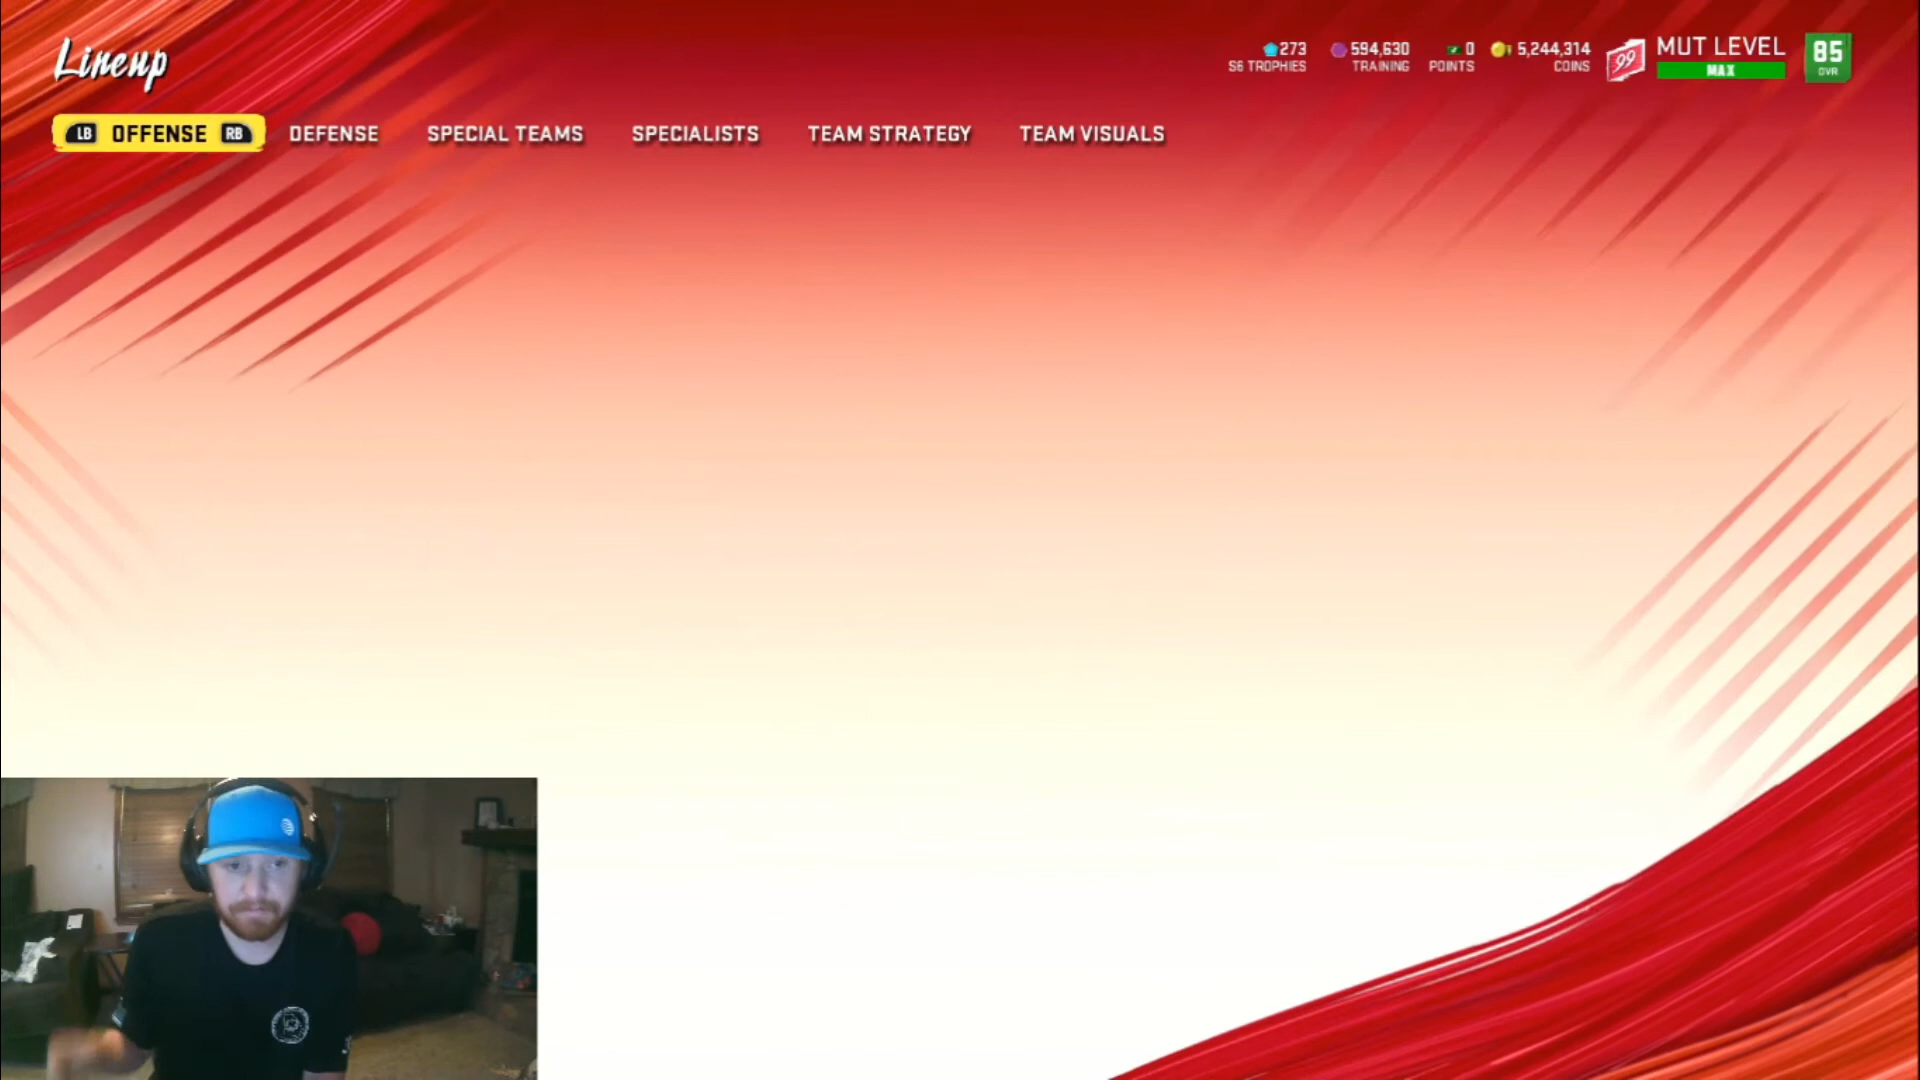 Lineup
273
S6 TROPHIES
594,630
TRAINING
0
POINTS
5,244,314
COINS
99
MUT LEVEL
MAX
85
OVR
LB OFFENSE RB
DEFENSE
SPECIAL TEAMS
SPECIALISTS
TEAM STRATEGY
TEAM VISUALS